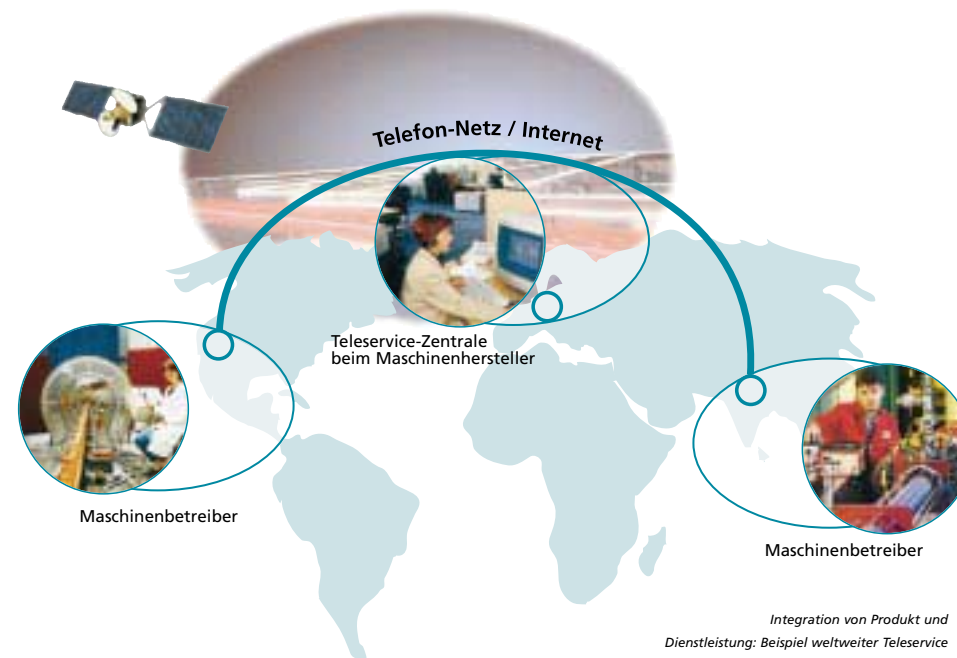 Telefon-Netz / Internet
Teleservice-Zentrale
beim Maschinenhersteller
Maschinenbetreiber
Maschinenbetreiber
Integration von Produkt und
Dienstleistung: Beispiel weltweiter Teleservice